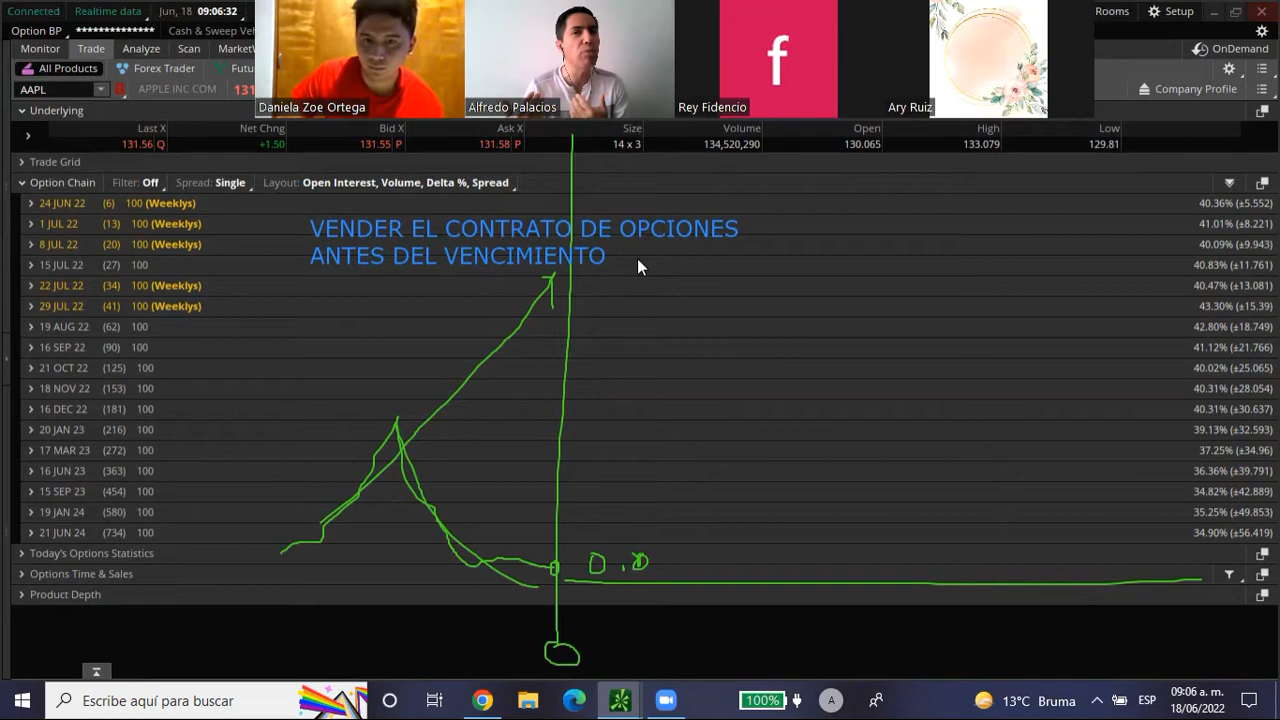 Connected Realtime data Jun, 18 09:06:32 Rooms Setup
Option BP ************** Cash & Sweep Veh
Monitor Trade Analyze Scan MarketW OnDemand
All Products Forex Trader Futu
AAPL APPLE INC COM 131 Company Profile
f
Daniela Zoe Ortega Alfredo Palacios Rey Fidencio Ary Ruiz
Underlying
Last X Net Chng Bid X Ask X Size Volume Open High Low
131.56 Q +1.50 131.55 P 131.58 P 14 x 3 134,520,290 130.065 133.079 129.81
Trade Grid
Option Chain Filter: Off Spread: Single Layout: Open Interest, Volume, Delta %, Spread
24 JUN 22 (6) 100 (Weeklys) 40.36% (±5.552)
1 JUL 22 (13) 100 (Weeklys) 41.01% (±8.221)
8 JUL 22 (20) 100 (Weeklys) 40.09% (±9.943)
15 JUL 22 (27) 100 40.83% (±11.761)
22 JUL 22 (34) 100 (Weeklys) 40.47% (±13.081)
29 JUL 22 (41) 100 (Weeklys) 43.30% (±15.39)
19 AUG 22 (62) 100 42.80% (±18.749)
16 SEP 22 (90) 100 41.12% (±21.766)
21 OCT 22 (125) 100 40.02% (±25.065)
18 NOV 22 (153) 100 40.31% (±28.054)
16 DEC 22 (181) 100 40.31% (±30.637)
20 JAN 23 (216) 100 39.13% (±32.593)
17 MAR 23 (272) 100 37.25% (±34.96)
16 JUN 23 (363) 100 36.36% (±39.791)
15 SEP 23 (454) 100 34.82% (±42.889)
19 JAN 24 (580) 100 35.25% (±49.853)
21 JUN 24 (734) 100 34.90% (±56.419)
VENDER EL CONTRATO DE OPCIONES
ANTES DEL VENCIMIENTO
Today's Options Statistics
0.0
Options Time & Sales
Product Depth
Escribe aquí para buscar 100% A 13°C Bruma ESP 09:06 a. m.
18/06/2022